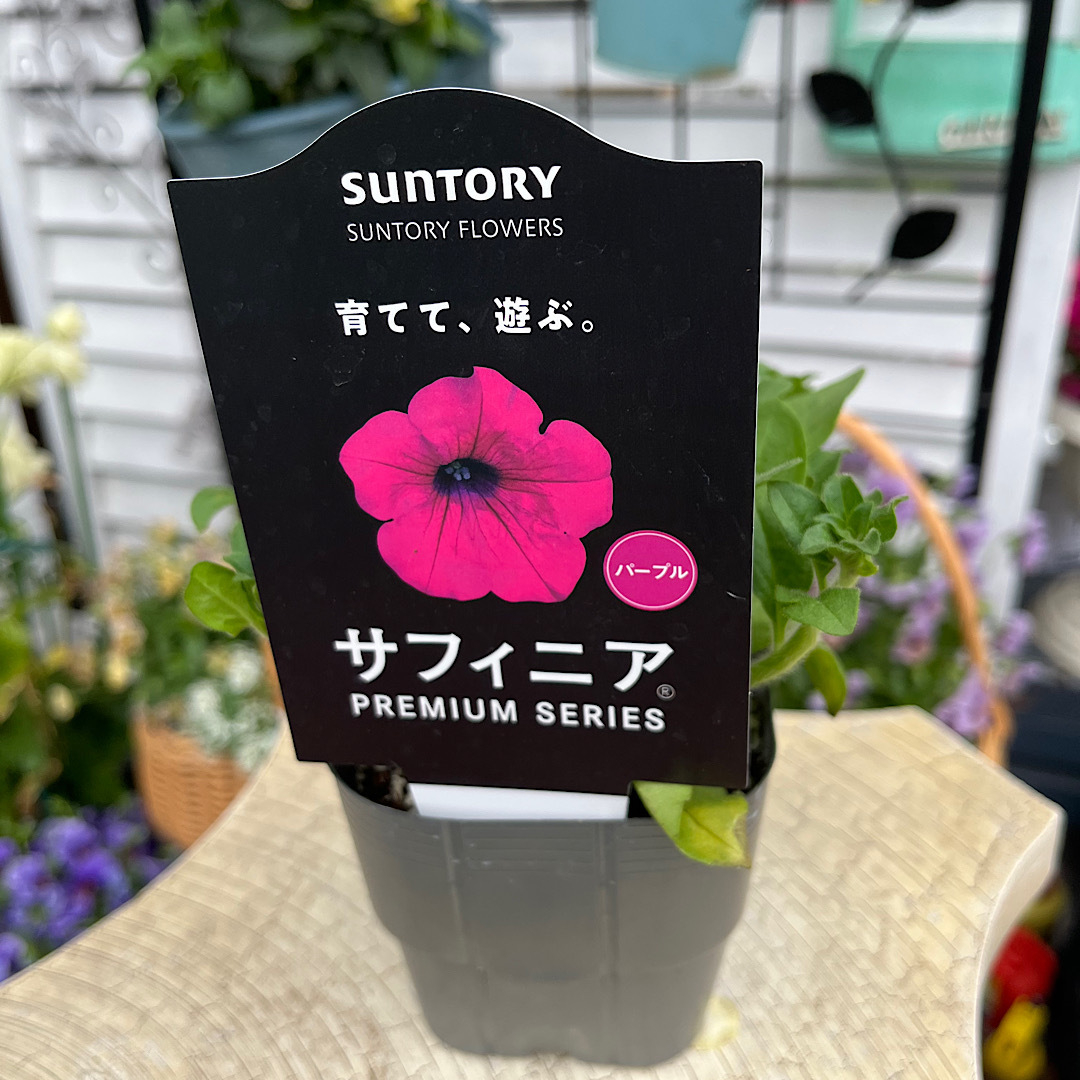 SUNTORY
SUNTORY FLOWERS
育てて、遊ぶ。
パープル
サフィニア®
PREMIUM SERIES